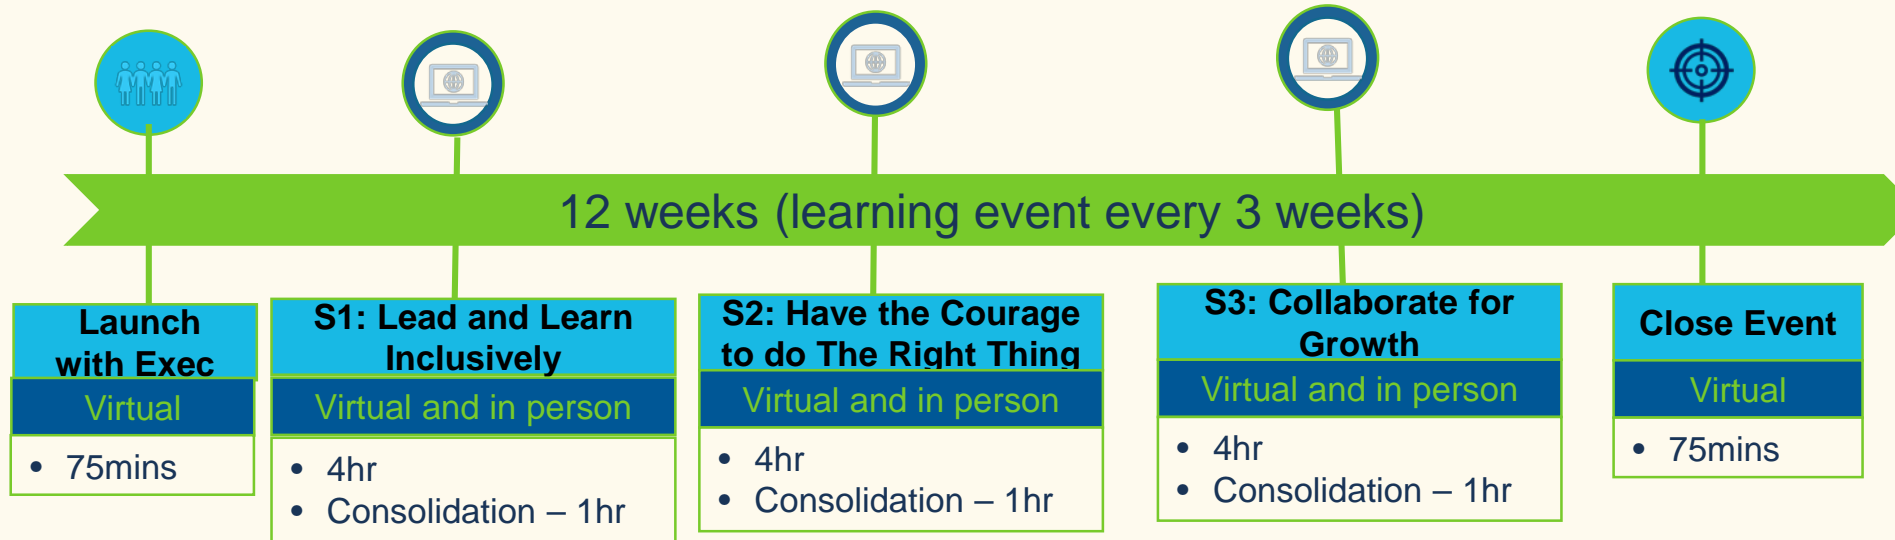 12 weeks (learning event every 3 weeks)
Launch
with Exec
Virtual
• 75mins
S1: Lead and Learn
Inclusively
Virtual and in person
• 4hr
• Consolidation – 1hr
S2: Have the Courage
to do The Right Thing
Virtual and in person
• 4hr
• Consolidation – 1hr
S3: Collaborate for
Growth
Virtual and in person
• 4hr
• Consolidation – 1hr
Close Event
Virtual
• 75mins